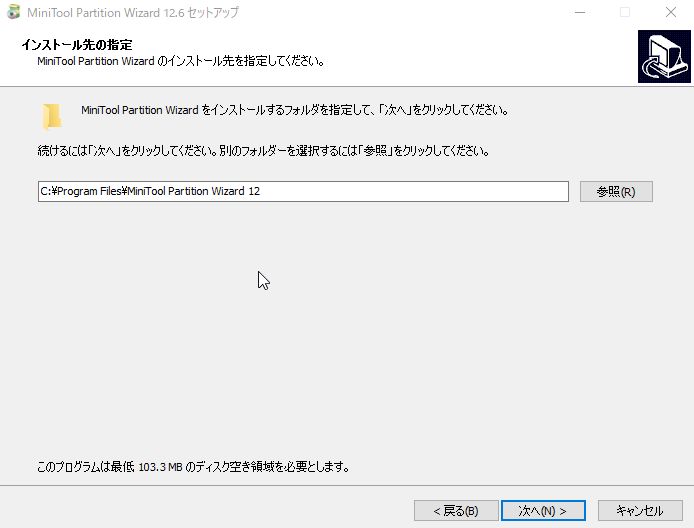 MiniTool Partition Wizard 12.6 セットアップ
インストール先の指定
MiniTool Partition Wizard のインストール先を指定してください。
MiniTool Partition Wizard をインストールするフォルダを指定して、「次へ」をクリックしてください。
続けるには「次へ」をクリックしてください。別のフォルダーを選択するには「参照」をクリックしてください。
C:¥Program Files¥MiniTool Partition Wizard 12
参照(R)
このプログラムは最低 103.3 MB のディスク空き領域を必要とします。
< 戻る(B)
次へ(N) >
キャンセル